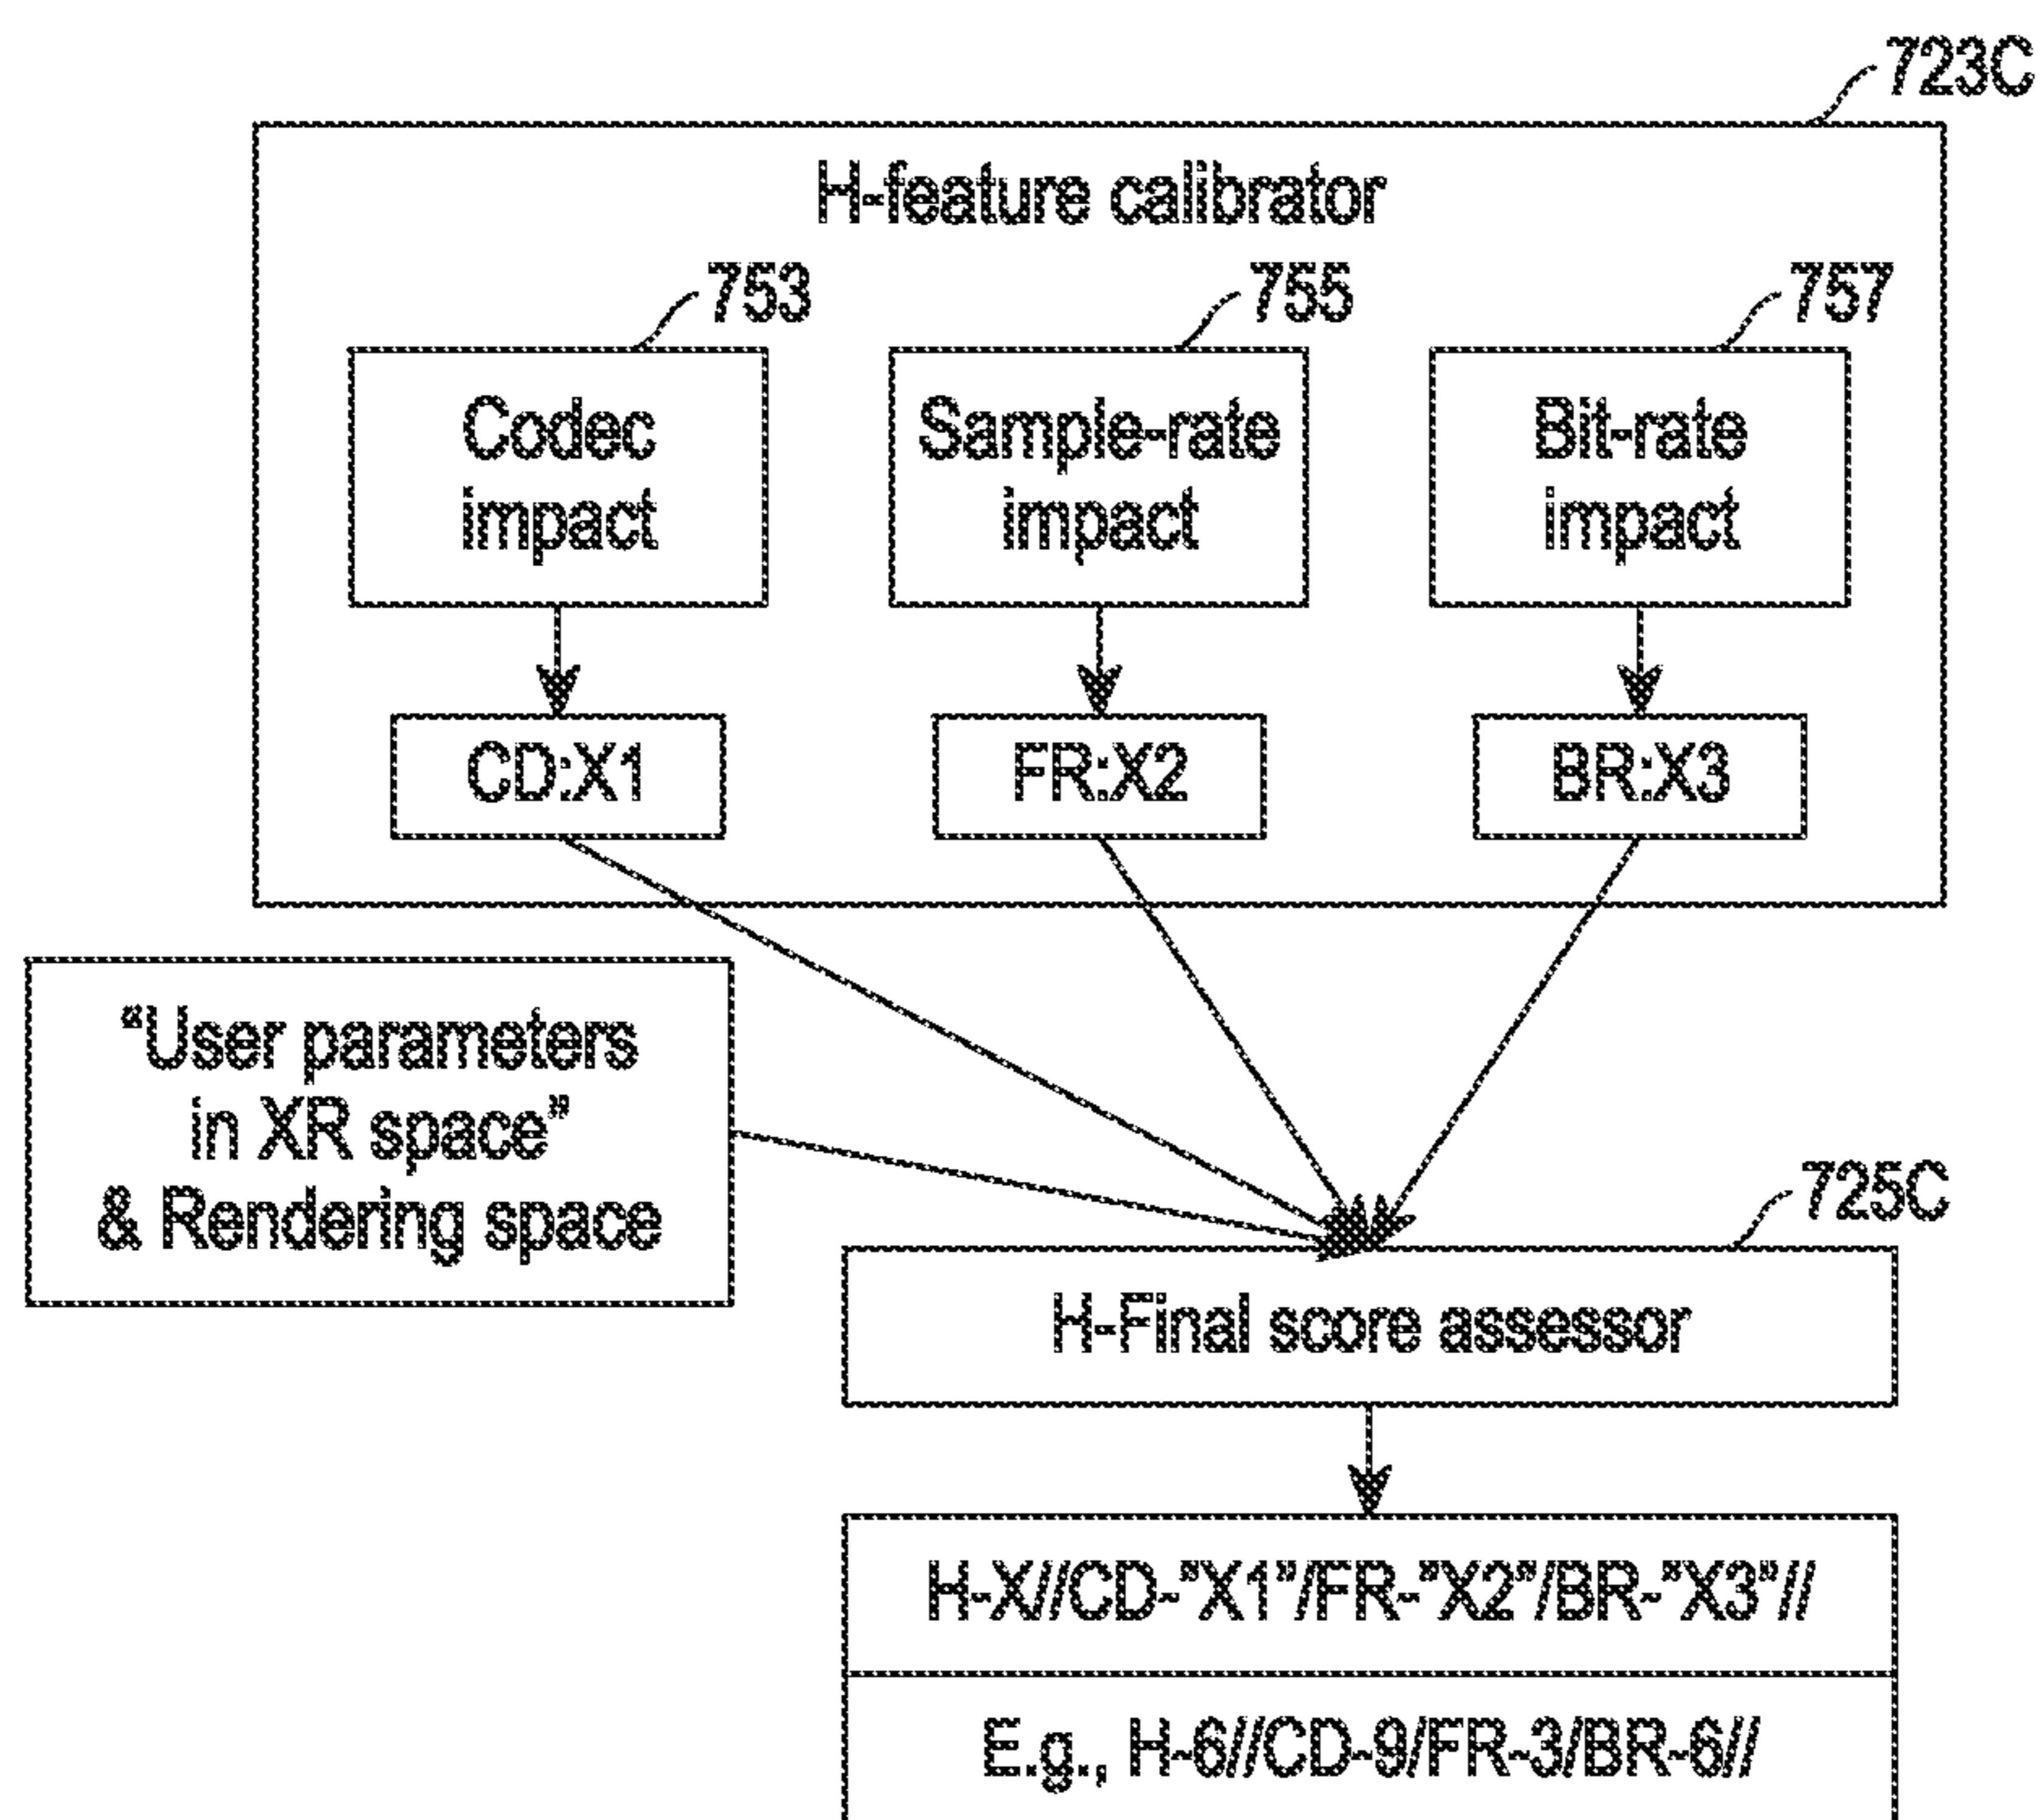 723C
H-feature calibrator
753
755
757
Codec
impact
Sample-rate
impact
Bit-rate
impact
CD:X1
FR:X2
BR:X3
“User parameters
in XR space”
& Rendering space
725C
H-Final score assessor
H-X//CD-”X1”/FR-”X2”/BR-”X3”//
E.g., H-6//CD-9/FR-3/BR-6//